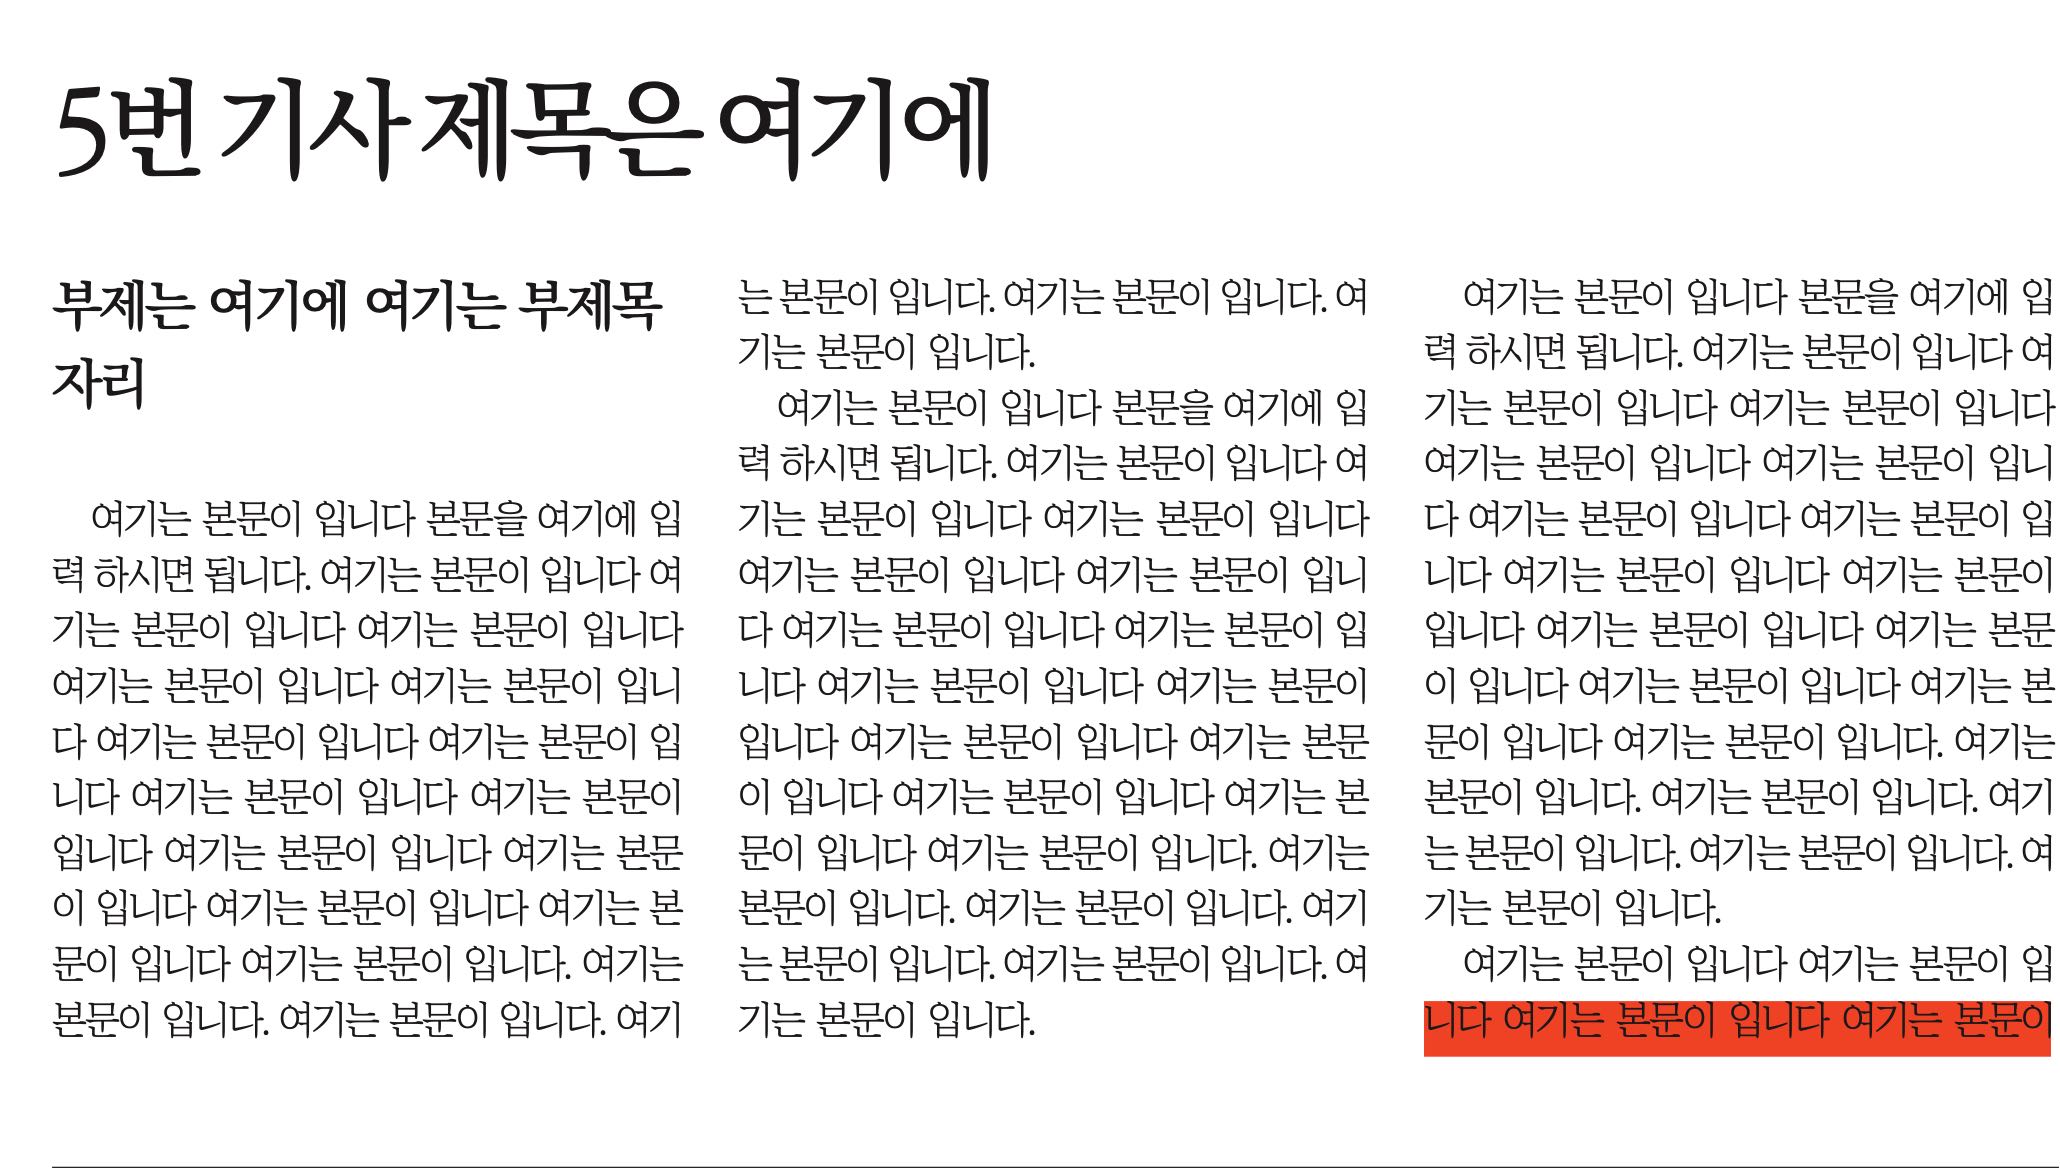 5번 기사 제목은 여기에
부제는 여기에 여기는 부제목
자리
여기는 본문이 입니다 본문을 여기에 입
력 하시면 됩니다. 여기는 본문이 입니다 여
기는 본문이 입니다 여기는 본문이 입니다
여기는 본문이 입니다 여기는 본문이 입니
다 여기는 본문이 입니다 여기는 본문이 입
니다 여기는 본문이 입니다 여기는 본문이
입니다 여기는 본문이 입니다 여기는 본문
이 입니다 여기는 본문이 입니다 여기는 본
문이 입니다 여기는 본문이 입니다. 여기는
본문이 입니다. 여기는 본문이 입니다. 여기
는 본문이 입니다. 여기는 본문이 입니다. 여
기는 본문이 입니다.
여기는 본문이 입니다 본문을 여기에 입
력 하시면 됩니다. 여기는 본문이 입니다 여
기는 본문이 입니다 여기는 본문이 입니다
여기는 본문이 입니다 여기는 본문이 입니
다 여기는 본문이 입니다 여기는 본문이 입
니다 여기는 본문이 입니다 여기는 본문이
입니다 여기는 본문이 입니다 여기는 본문
이 입니다 여기는 본문이 입니다 여기는 본
문이 입니다 여기는 본문이 입니다. 여기는
본문이 입니다. 여기는 본문이 입니다. 여기
는 본문이 입니다. 여기는 본문이 입니다. 여
기는 본문이 입니다.
여기는 본문이 입니다 본문을 여기에 입
력 하시면 됩니다. 여기는 본문이 입니다 여
기는 본문이 입니다 여기는 본문이 입니다
여기는 본문이 입니다 여기는 본문이 입니
다 여기는 본문이 입니다 여기는 본문이 입
니다 여기는 본문이 입니다 여기는 본문이
입니다 여기는 본문이 입니다 여기는 본문
이 입니다 여기는 본문이 입니다 여기는 본
문이 입니다 여기는 본문이 입니다. 여기는
본문이 입니다. 여기는 본문이 입니다. 여기
는 본문이 입니다. 여기는 본문이 입니다. 여
기는 본문이 입니다.
여기는 본문이 입니다 여기는 본문이 입
니다 여기는 본문이 입니다 여기는 본문이